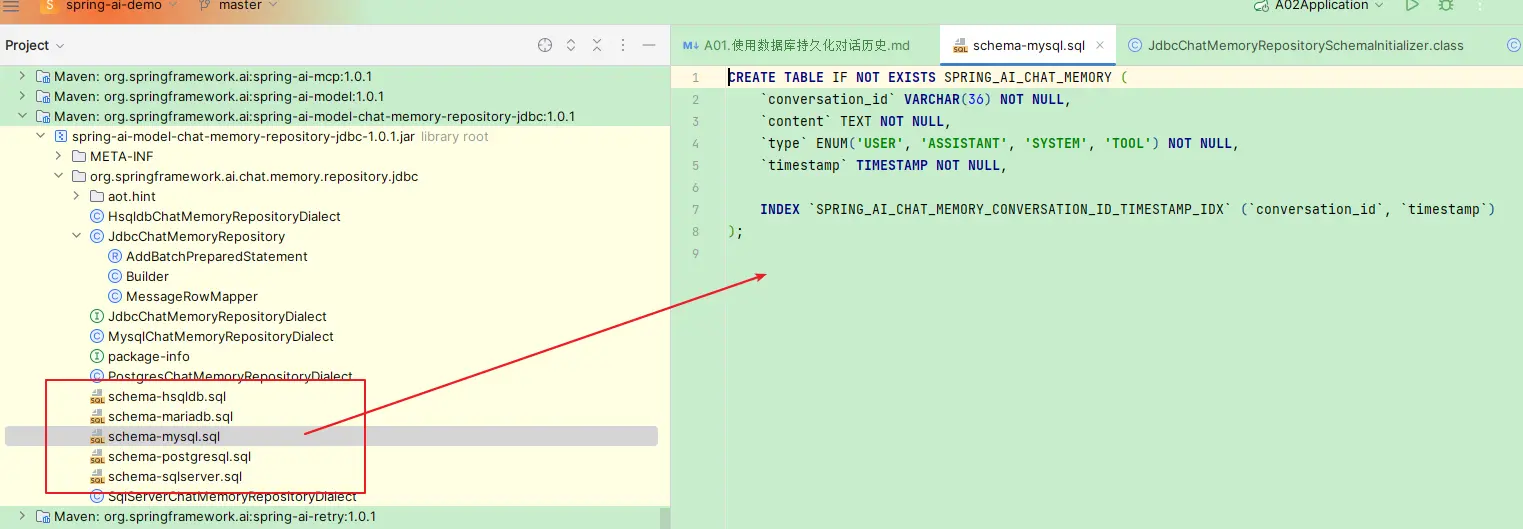 spring-ai-demo
master
A02Application
Project
A01.使用数据库持久化对话历史.md
schema-mysql.sql
JdbcChatMemoryRepositorySchemaInitializer.class
Maven: org.springframework.ai:spring-ai-mcp:1.0.1
Maven: org.springframework.ai:spring-ai-model:1.0.1
Maven: org.springframework.ai:spring-ai-model-chat-memory-repository-jdbc:1.0.1
spring-ai-model-chat-memory-repository-jdbc-1.0.1.jar library root
META-INF
org.springframework.ai.chat.memory.repository.jdbc
aot.hint
HsqldbChatMemoryRepositoryDialect
JdbcChatMemoryRepository
AddBatchPreparedStatement
Builder
MessageRowMapper
JdbcChatMemoryRepositoryDialect
MysqlChatMemoryRepositoryDialect
package-info
PostgresChatMemoryRepositoryDialect
schema-hsqldb.sql
schema-mariadb.sql
schema-mysql.sql
schema-postgresql.sql
schema-sqlserver.sql
SqlServerChatMemoryRepositoryDialect
Maven: org.springframework.ai:spring-ai-retry:1.0.1
1 CREATE TABLE IF NOT EXISTS SPRING_AI_CHAT_MEMORY (
2 `conversation_id` VARCHAR(36) NOT NULL,
3 `content` TEXT NOT NULL,
4 `type` ENUM('USER', 'ASSISTANT', 'SYSTEM', 'TOOL') NOT NULL,
5 `timestamp` TIMESTAMP NOT NULL,
6
7 INDEX `SPRING_AI_CHAT_MEMORY_CONVERSATION_ID_TIMESTAMP_IDX` (`conversation_id`, `timestamp`)
8 );
9